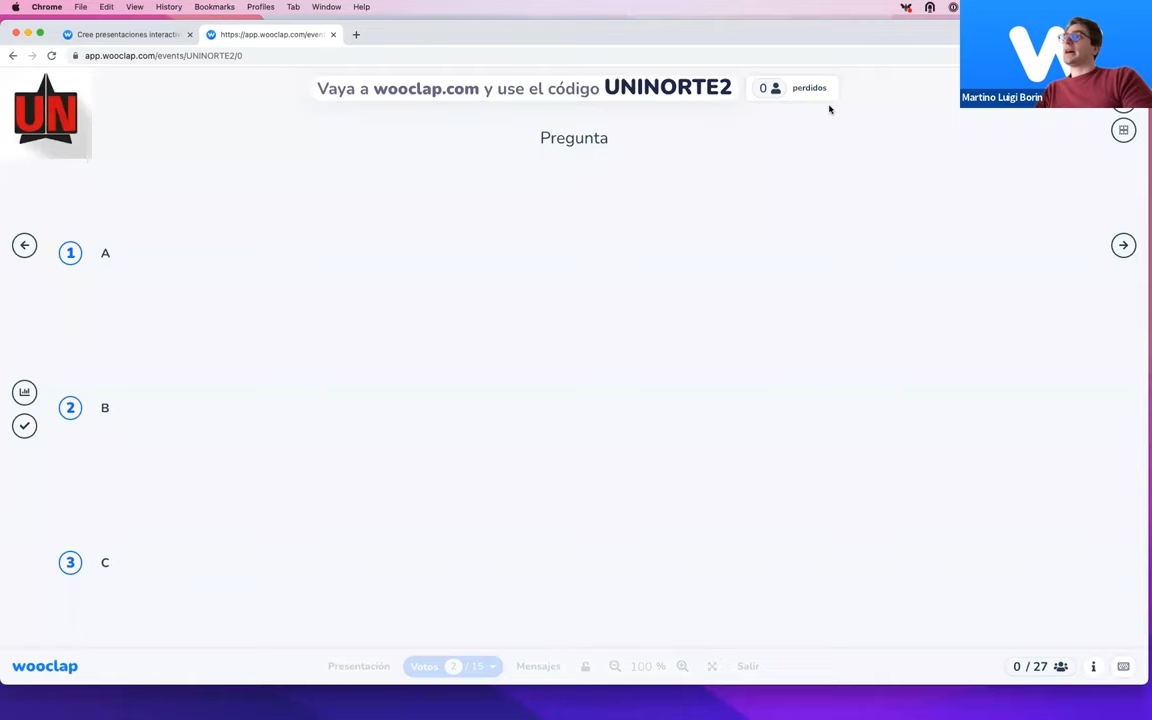 Chrome File Edit View History Bookmarks Profiles Tab Window Help
Cree presentaciones interactiv
https://app.wooclap.com/even
app.wooclap.com/events/UNINORTE2/0
UN
Vaya a wooclap.com y use el código UNINORTE2
0 perdidos
W
Martino Luigi Borin
Pregunta
1 A
2 B
3 C
wooclap
Presentación Votos 2 / 15 Mensajes 100 % Salir
0 / 27